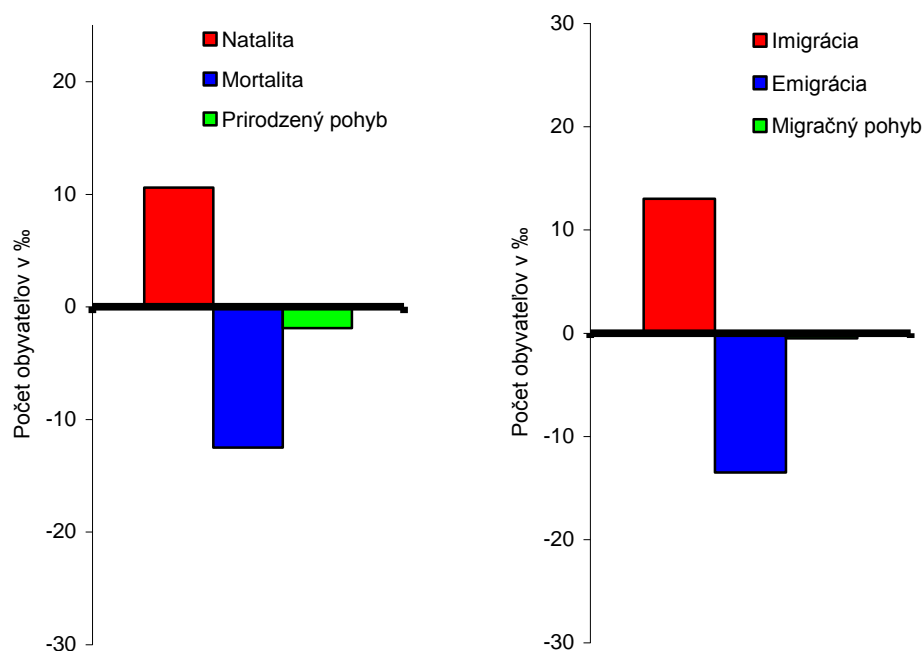 Natalita
Mortalita
Prirodzený pohyb
20
10
0
-10
-20
-30
Počet obyvateľov v ‰
Imigrácia
Emigrácia
Migračný pohyb
30
20
10
0
-10
-20
-30
Počet obyvateľov v ‰